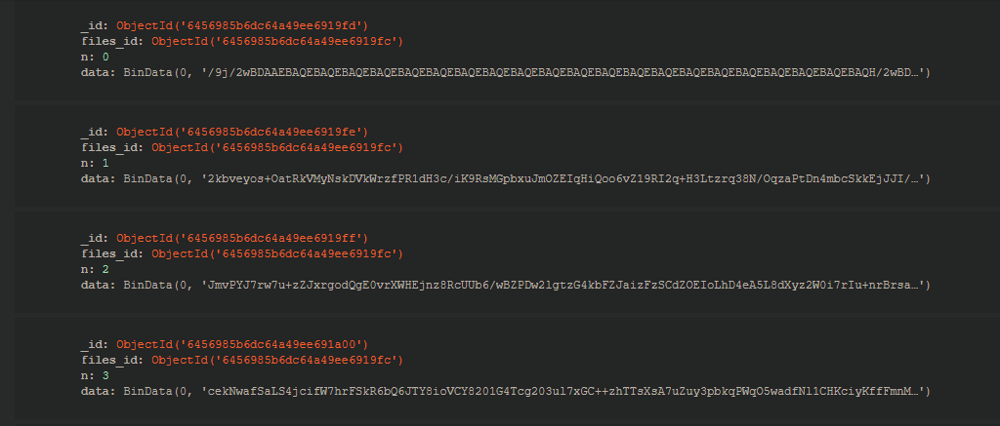 _id: ObjectId('6456985b6dc64a49ee6919fd')
files_id: ObjectId('6456985b6dc64a49ee6919fc')
n: 0
data: BinData(0, '/9j/2wBDAAEBAQEBAQEBAQEBAQEBAQEBAQEBAQEBAQEBAQEBAQEBAQEBAQEBAQEBAQEBAQEBAQEBAQEBAQEBAQEBAQH/2wBD…')
_id: ObjectId('6456985b6dc64a49ee6919fe')
files_id: ObjectId('6456985b6dc64a49ee6919fc')
n: 1
data: BinData(0, '2kbveyos+OatRkVMyNskDVkWrzfPR1dH3c/iK9RsMGpbxuJmOZEIqHiQoo6vZ19RI2q+H3Ltzrq38N/OqzaPtDn4mbcSkkEjJJI/…')
_id: ObjectId('6456985b6dc64a49ee6919ff')
files_id: ObjectId('6456985b6dc64a49ee6919fc')
n: 2
data: BinData(0, 'JmvPYJ7rw7u+zZJxrgodQgE0vrXWHEjnz8RcUUb6/wBZPDw2lgtzG4kbFZJaizFzSCdZOEIoLhD4eA5L8dXyz2W0i7rIu+nrBrsa…')
_id: ObjectId('6456985b6dc64a49ee691a00')
files_id: ObjectId('6456985b6dc64a49ee6919fc')
n: 3
data: BinData(0, 'cekNwafSaLS4jcifW7hrFSkR6bQ6JTY8ioVCY8201G4Tcg203ul7xGC++zhTTsXsA7uZuy3pbkqPWqO5wadfNl1CHKciyKffFmnM…')